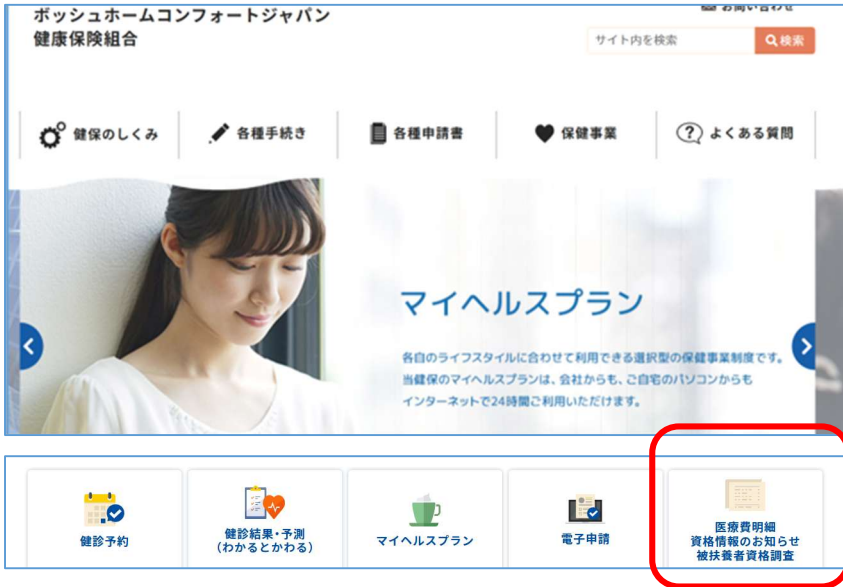 ボッシュホームコンフォートジャパン
健康保険組合
お問い合わせ
サイト内を検索
検索
健保のしくみ
各種手続き
各種申請書
保健事業
よくある質問
マイヘルスプラン
各自のライフスタイルに合わせて利用できる選択型の保健事業制度です。
当健保のマイヘルスプランは、会社からも、ご自宅のパソコンからも
インターネットで24時間ご利用いただけます。
健診予約
健診結果・予測
(わかるとかわる)
マイヘルスプラン
電子申請
医療費明細
資格情報のお知らせ
被扶養者資格調査